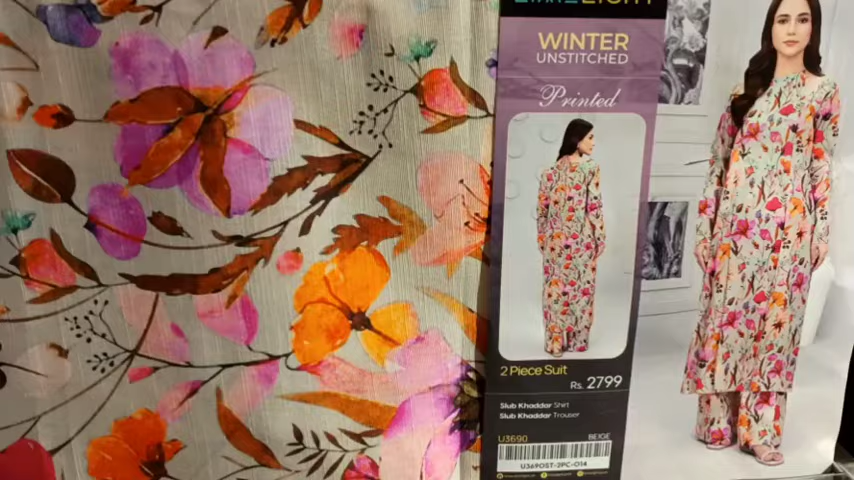 WINTER
UNSTITCHED
Printed
2 Piece Suit
Rs. 2799
Slub Khaddar Shirt
Slub Khaddar Trouser
U3690 BEIGE
U3690ST-2PC-014